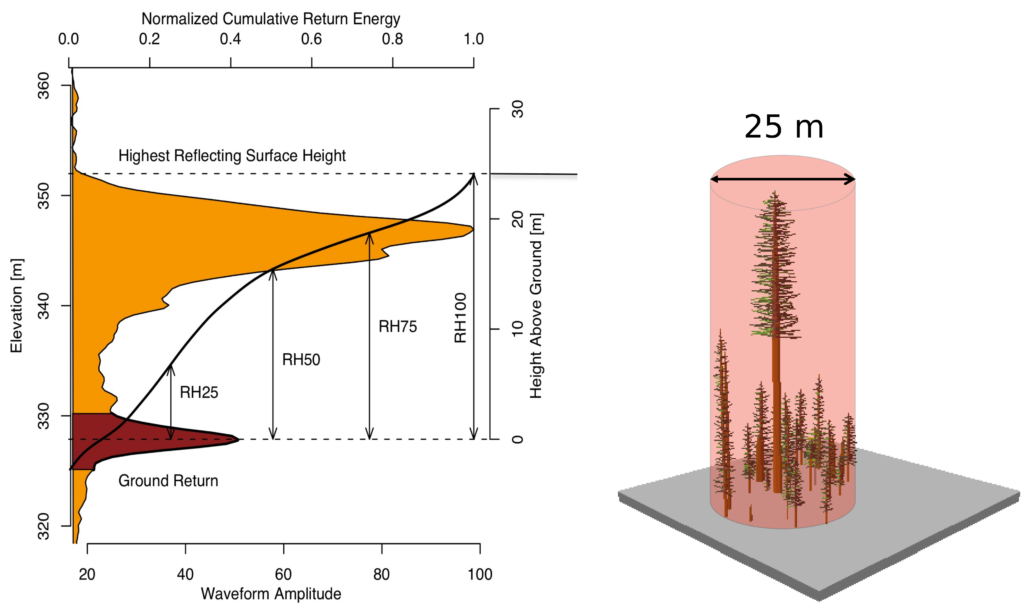 Normalized Cumulative Return Energy
0.0 0.2 0.4 0.6 0.8 1.0
Elevation [m]
360
350
340
330
320
Highest Reflecting Surface Height
RH25
RH50
RH75
RH100
Ground Return
30
20
10
0
Height Above Ground [m]
20 40 60 80 100
Waveform Amplitude
25 m